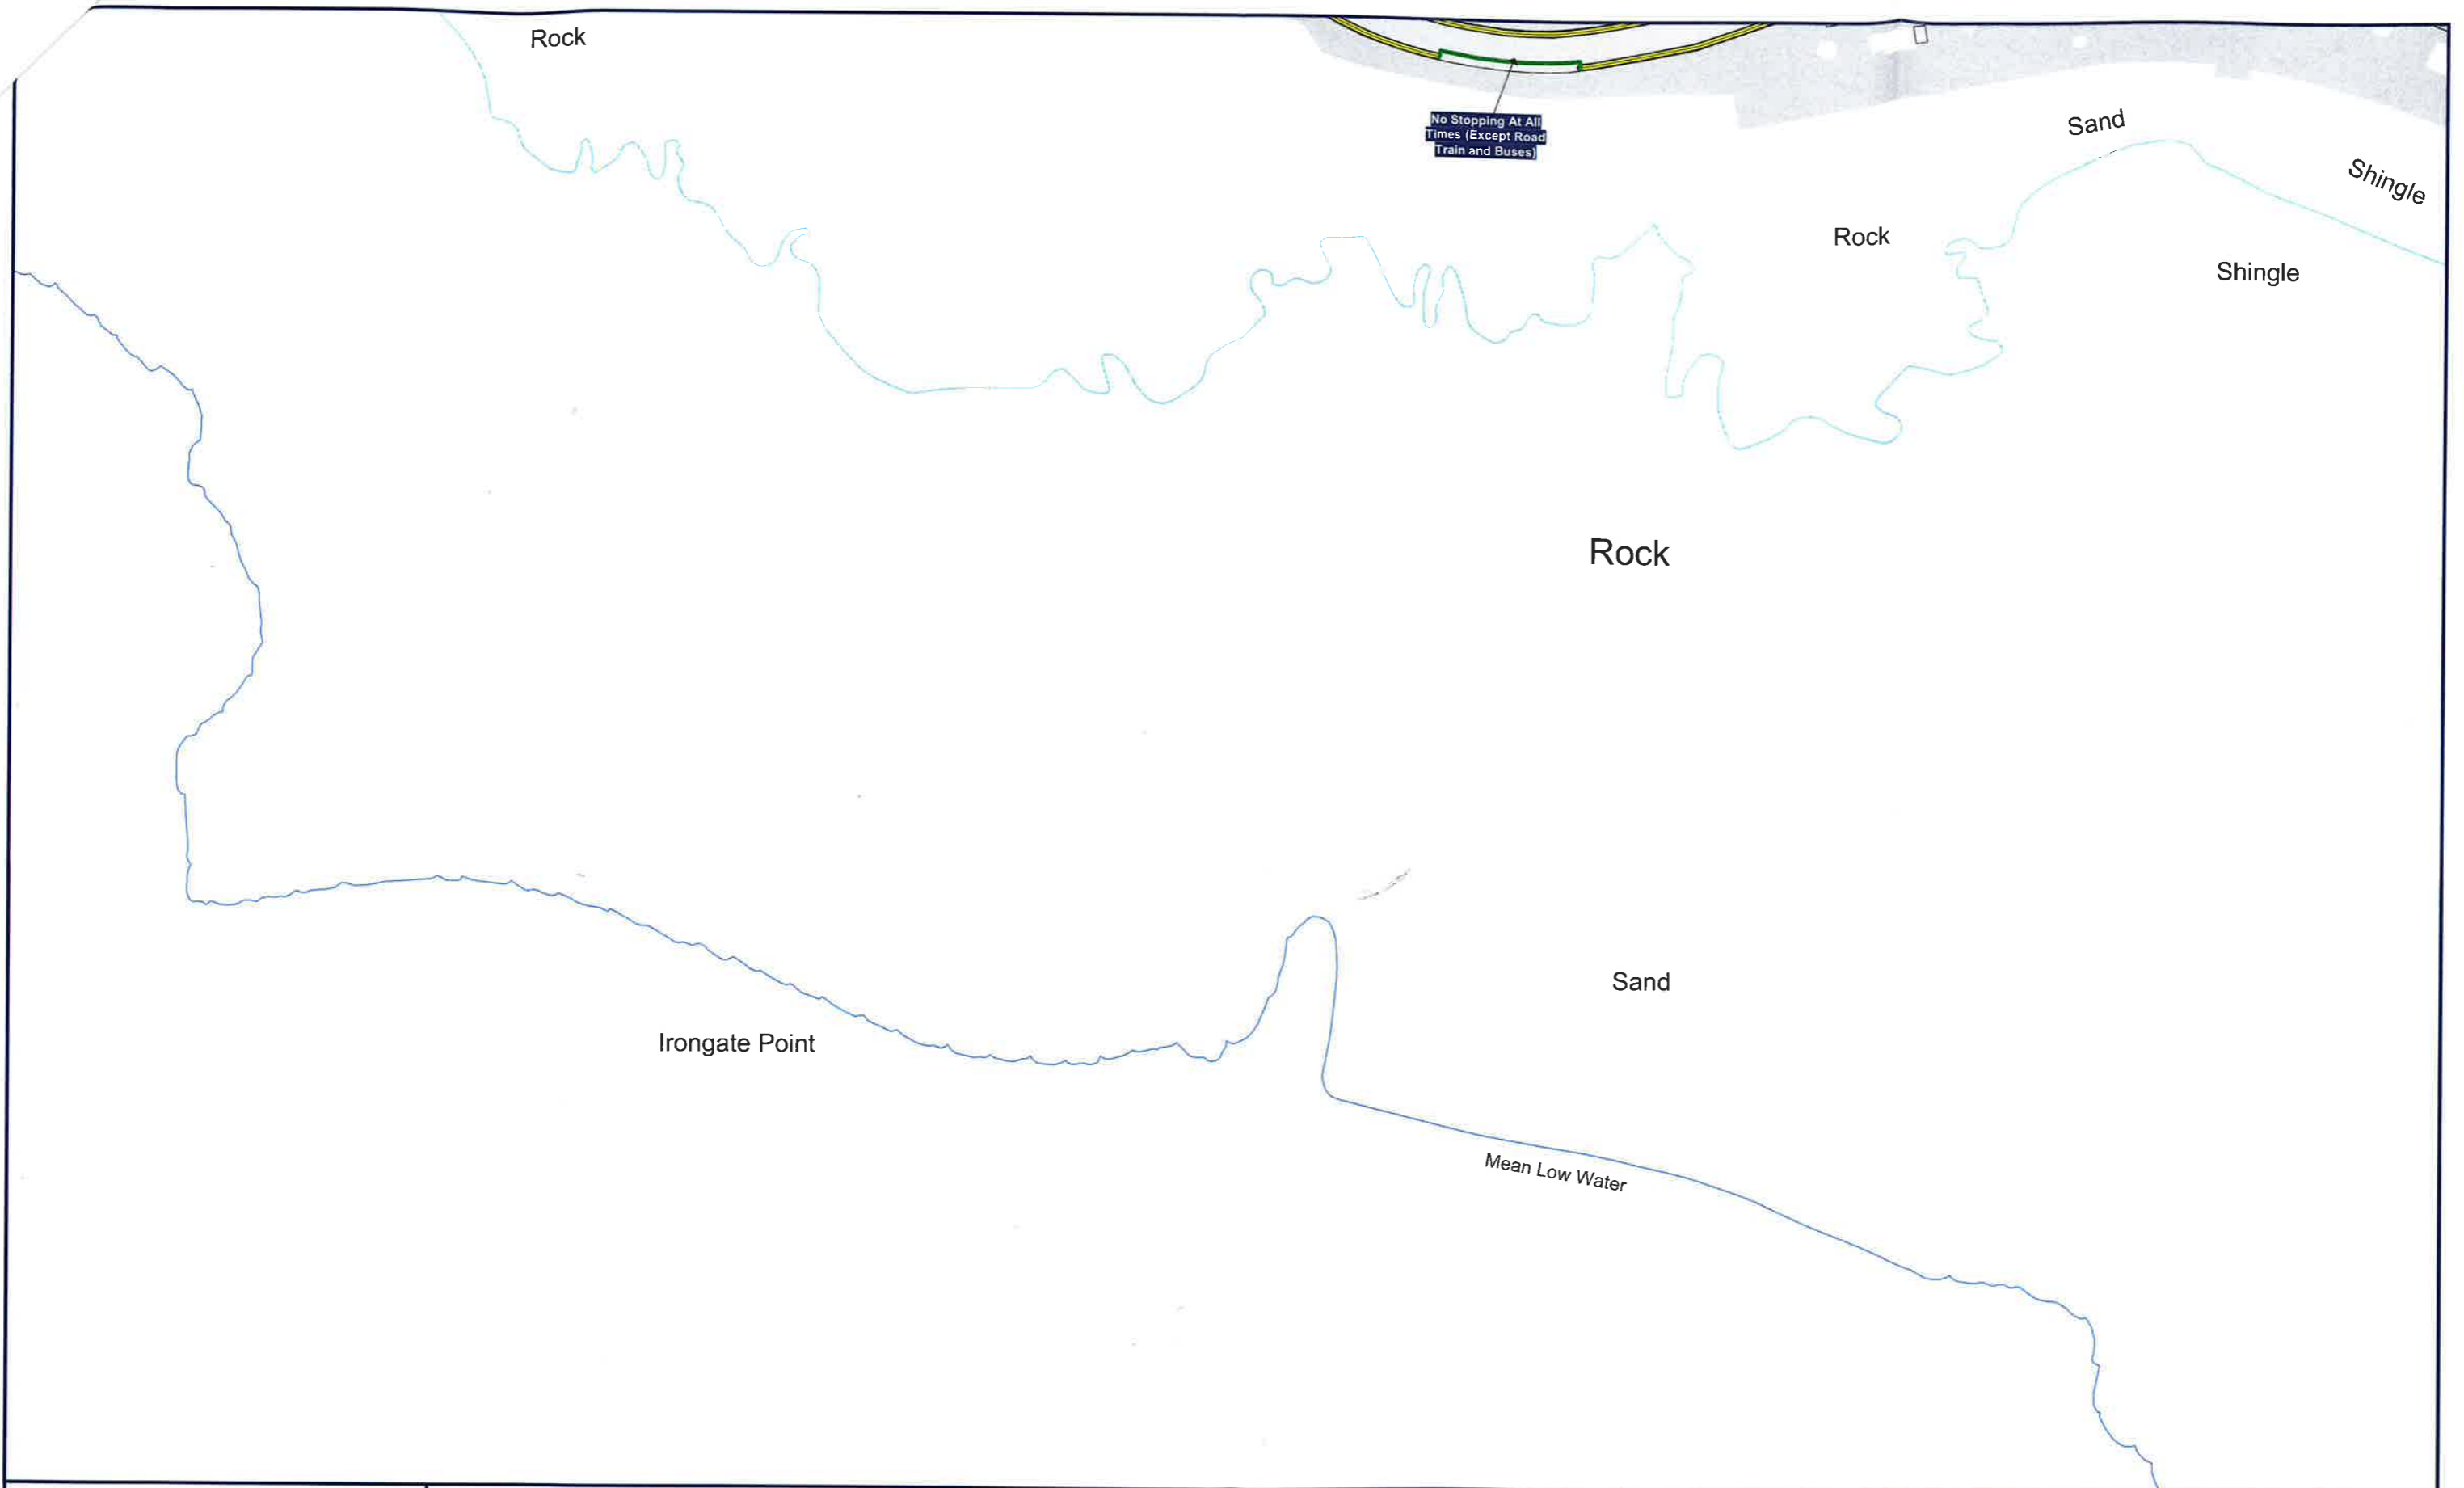 Rock
No Stopping At All
Times (Except Road
Train and Buses)
Sand
Shingle
Rock
Shingle
Rock
Sand
Irongate Point
Mean Low Water